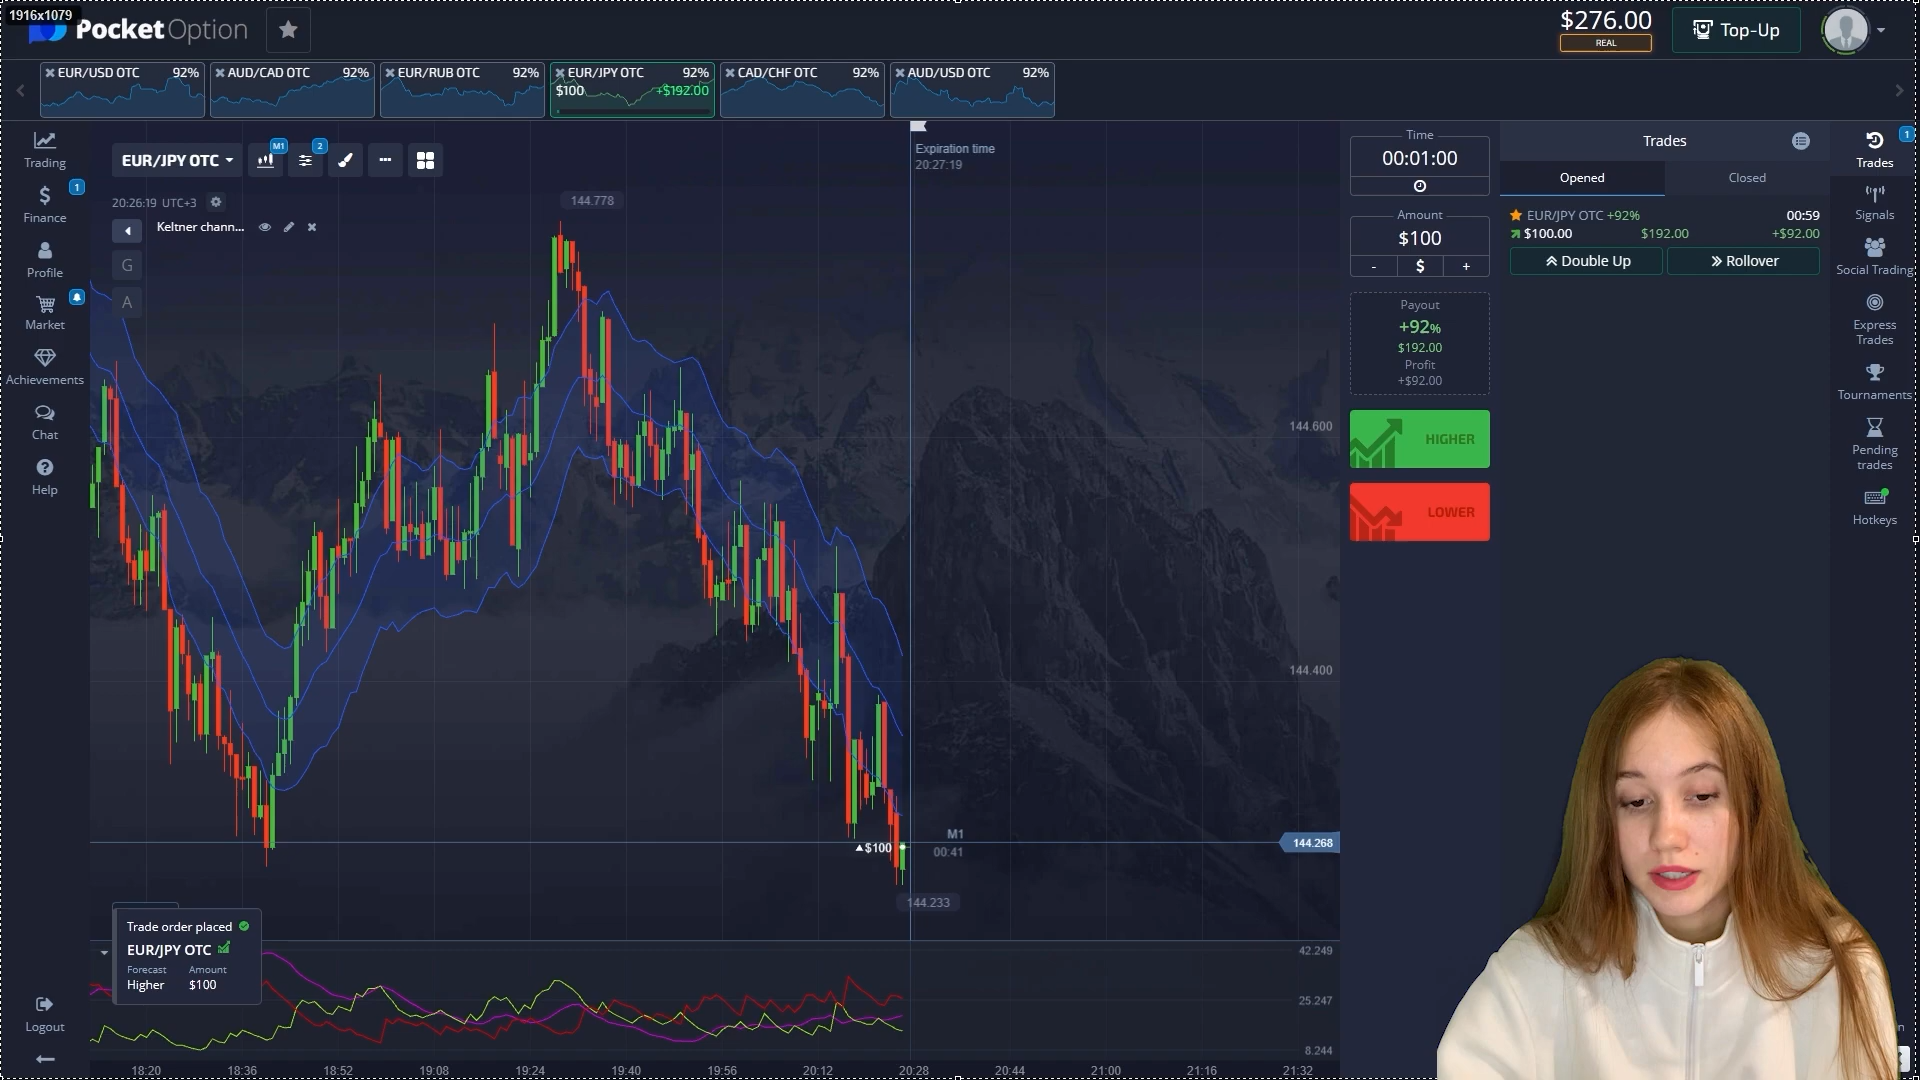 1916x1079
PocketOption
$276.00
REAL
Top-Up
EUR/USD OTC 92%
AUD/CAD OTC 92%
EUR/RUB OTC 92%
EUR/JPY OTC 92%
$100 +$192.00
CAD/CHF OTC 92%
AUD/USD OTC 92%
Trading
Finance
1
Profile
Market
Achievements
Chat
Help
Logout
EUR/JPY OTC
M1
2
20:26:19 UTC+3
Keltner chann...
G
A
144.778
Expiration time
20:27:19
144.600
144.400
144.268
M1
00:41
$100
144.233
Trade order placed
EUR/JPY OTC
Forecast Amount
Higher $100
42.249
25.247
8.244
18:20 18:36 18:52 19:08 19:24 19:40 19:56 20:12 20:28 20:44 21:00 21:16 21:32
Time
00:01:00
Amount
$100
- $ +
Payout
+92%
$192.00
Profit
+$92.00
HIGHER
LOWER
Trades
Opened Closed
EUR/JPY OTC +92% 00:59
$100.00 $192.00 +$92.00
Double Up Rollover
1
Trades
Signals
Social Trading
Express
Trades
Tournaments
Pending
trades
Hotkeys